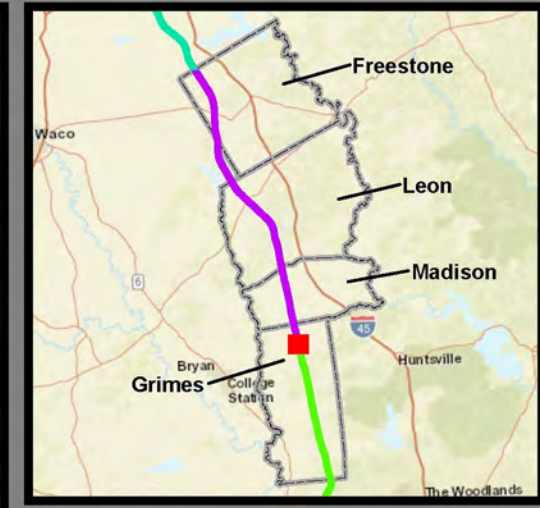 Freestone
Waco
Leon
Madison
6
45
Huntsville
Bryan
Grimes
College
Station
The Woodlands